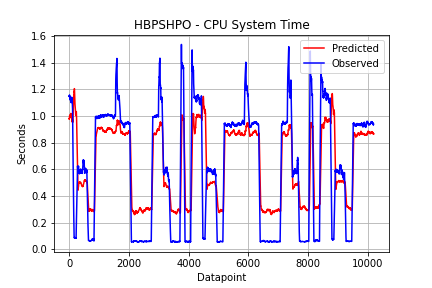 HBPSHPO - CPU System Time
Predicted
Observed
Seconds
1.6
1.4
1.2
1.0
0.8
0.6
0.4
0.2
0.0
0 2000 4000 6000 8000 10000
Datapoint